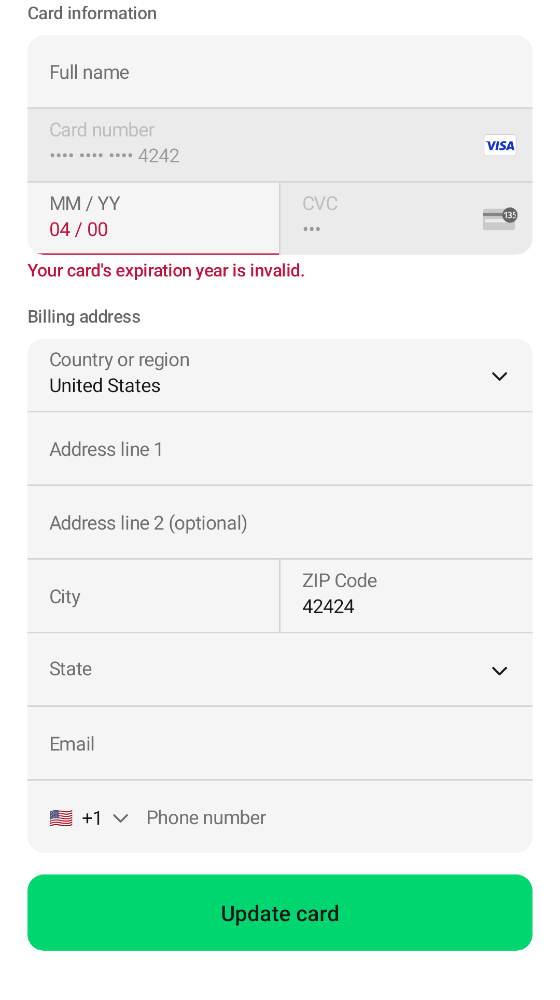 Card information
Full name
Card number
•••• •••• •••• 4242
VISA
MM / YY
04 / 00
CVC
•••
135
Your card's expiration year is invalid.
Billing address
Country or region
United States
Address line 1
Address line 2 (optional)
City
ZIP Code
42424
State
Email
+1 Phone number
Update card